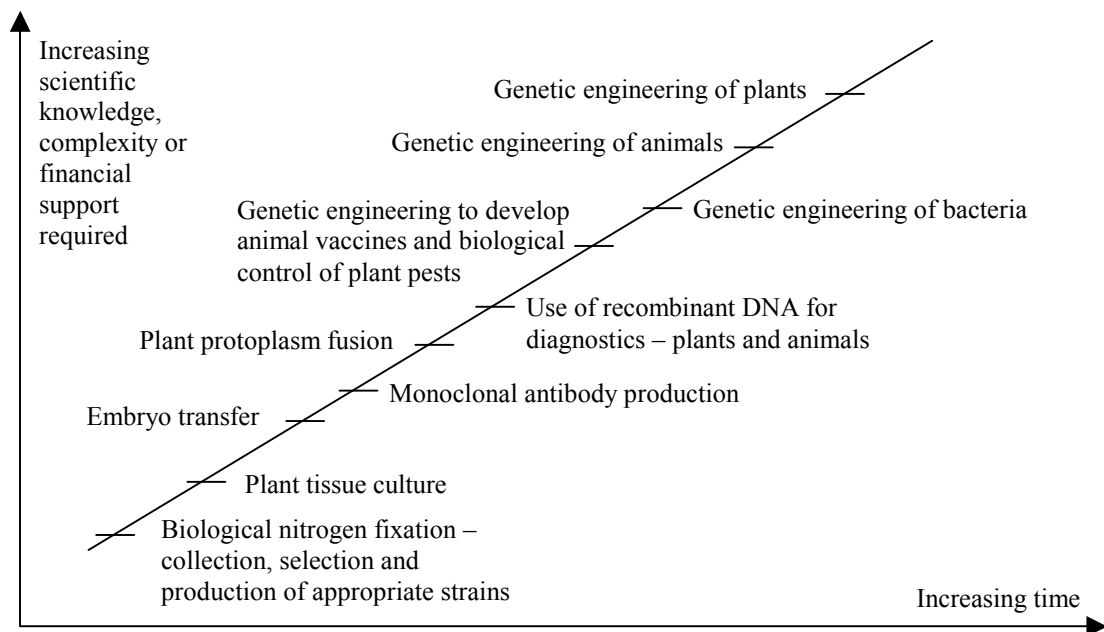 Increasing
scientific
knowledge,
complexity or
financial
support
required
Genetic engineering of plants
Genetic engineering of animals
Genetic engineering to develop
animal vaccines and biological
control of plant pests
Genetic engineering of bacteria
Use of recombinant DNA for
diagnostics – plants and animals
Plant protoplasm fusion
Monoclonal antibody production
Embryo transfer
Plant tissue culture
Biological nitrogen fixation –
collection, selection and
production of appropriate strains
Increasing time